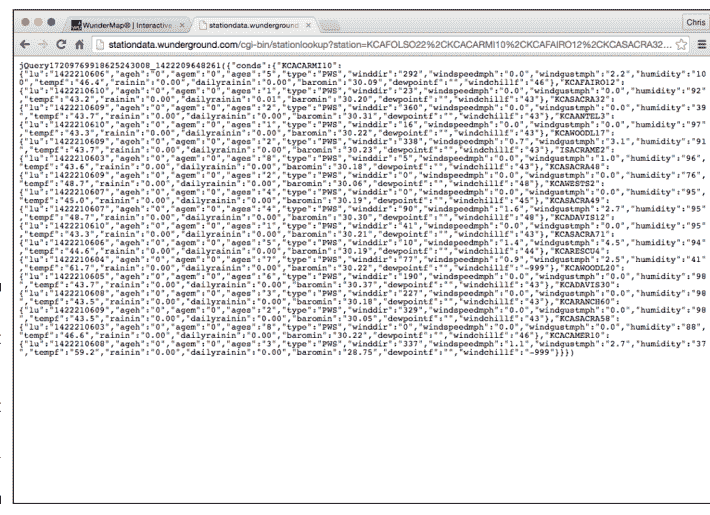 WunderMap® | Interactive stationdata.wunderground Chris
stationdata.wunderground.com/cgi-bin/stationlookup?station=KCAFOLSO22%2CKCACARMI10%2CKCAFAIRO12%2CKCASACRA32...
jQuery17209769918625243008_1422209648261({"conds":{"KCACARMI10":
{"lu":"1422210606","ageh":"0","agem":"0","ages":"5","type":"PWS","winddir":"292","windspeedmph":"0.0","windgustmph":"2.2","humidity":"10
0","tempf":"46.4","rainin":"0.00","dailyrainin":"0.00","baromin":"30.09","dewpointf":"","windchillf":"46"},"KCAFAIRO12":
{"lu":"1422210610","ageh":"0","agem":"0","ages":"1","type":"PWS","winddir":"23","windspeedmph":"0.0","windgustmph":"0.0","humidity":"92"
,"tempf":"43.2","rainin":"0.00","dailyrainin":"0.01","baromin":"30.20","dewpointf":"","windchillf":"43"},"KCASACRA32":
{"lu":"1422210609","ageh":"0","agem":"0","ages":"2","type":"PWS","winddir":"360","windspeedmph":"0.0","windgustmph":"0.0","humidity":"39
","tempf":"43.7","rainin":"0.00","dailyrainin":"0.00","baromin":"30.31","dewpointf":"","windchillf":"43"},"KCAANTEL3":
{"lu":"1422210610","ageh":"0","agem":"0","ages":"2","type":"PWS","winddir":"16","windspeedmph":"0.0","windgustmph":"0.0","humidity":"97"
,"tempf":"43.3","rainin":"0.00","dailyrainin":"0.00","baromin":"30.22","dewpointf":"","windchillf":"43"},"KCAWOODL17":
{"lu":"1422210609","ageh":"0","agem":"0","ages":"2","type":"PWS","winddir":"338","windspeedmph":"0.7","windgustmph":"3.1","humidity":"91
","tempf":"43.7","rainin":"0.00","dailyrainin":"0.00","baromin":"30.23","dewpointf":"","windchillf":"43"},"ISACRAME2":
{"lu":"1422210603","ageh":"0","agem":"0","ages":"8","type":"PWS","winddir":"5","windspeedmph":"0.0","windgustmph":"1.0","humidity":"96",
"tempf":"43.6","rainin":"0.00","dailyrainin":"0.00","baromin":"30.18","dewpointf":"","windchillf":"43"},"KCASACRA48":
{"lu":"1422210609","ageh":"0","agem":"0","ages":"2","type":"PWS","winddir":"0","windspeedmph":"0.0","windgustmph":"0.0","humidity":"76",
"tempf":"48.7","rainin":"0.00","dailyrainin":"0.00","baromin":"30.06","dewpointf":"","windchillf":"48"},"KCAWESTS2":
{"lu":"1422210607","ageh":"0","agem":"0","ages":"4","type":"PWS","winddir":"0","windspeedmph":"0.0","windgustmph":"0.0","humidity":"95",
"tempf":"45.0","rainin":"0.00","dailyrainin":"0.00","baromin":"30.19","dewpointf":"","windchillf":"45"},"KCASACRA49":
{"lu":"1422210607","ageh":"0","agem":"0","ages":"4","type":"PWS","winddir":"90","windspeedmph":"1.6","windgustmph":"2.7","humidity":"95"
,"tempf":"48.7","rainin":"0.00","dailyrainin":"0.00","baromin":"30.30","dewpointf":"","windchillf":"48"},"KCADAVIS12":
{"lu":"1422210610","ageh":"0","agem":"0","ages":"1","type":"PWS","winddir":"41","windspeedmph":"0.0","windgustmph":"0.0","humidity":"95"
,"tempf":"43.3","rainin":"0.00","dailyrainin":"0.00","baromin":"30.21","dewpointf":"","windchillf":"43"},"KCASACRA71":
{"lu":"1422210606","ageh":"0","agem":"0","ages":"5","type":"PWS","winddir":"10","windspeedmph":"1.4","windgustmph":"4.5","humidity":"94"
,"tempf":"44.6","rainin":"0.00","dailyrainin":"0.00","baromin":"30.19","dewpointf":"","windchillf":"44"},"KCARESCU4":
{"lu":"1422210604","ageh":"0","agem":"0","ages":"7","type":"PWS","winddir":"77","windspeedmph":"0.9","windgustmph":"2.5","humidity":"41"
,"tempf":"61.7","rainin":"0.00","dailyrainin":"0.00","baromin":"30.22","dewpointf":"","windchillf":"-999"},"KCAWOODL20":
{"lu":"1422210605","ageh":"0","agem":"0","ages":"6","type":"PWS","winddir":"190","windspeedmph":"0.0","windgustmph":"0.0","humidity":"98
","tempf":"43.7","rainin":"0.00","dailyrainin":"0.00","baromin":"30.37","dewpointf":"","windchillf":"43"},"KCADAVIS30":
{"lu":"1422210608","ageh":"0","agem":"0","ages":"3","type":"PWS","winddir":"227","windspeedmph":"0.0","windgustmph":"0.0","humidity":"98
","tempf":"43.5","rainin":"0.00","dailyrainin":"0.00","baromin":"30.18","dewpointf":"","windchillf":"43"},"KCARANCH60":
{"lu":"1422210609","ageh":"0","agem":"0","ages":"2","type":"PWS","winddir":"329","windspeedmph":"0.0","windgustmph":"0.0","humidity":"98
","tempf":"43.5","rainin":"0.00","dailyrainin":"0.00","baromin":"30.05","dewpointf":"","windchillf":"43"},"KCASACRA58":
{"lu":"1422210603","ageh":"0","agem":"0","ages":"8","type":"PWS","winddir":"0","windspeedmph":"0.0","windgustmph":"0.0","humidity":"88",
"tempf":"46.6","rainin":"0.00","dailyrainin":"0.00","baromin":"30.22","dewpointf":"","windchillf":"46"},"KCACAMER10":
{"lu":"1422210608","ageh":"0","agem":"0","ages":"3","type":"PWS","winddir":"337","windspeedmph":"1.1","windgustmph":"2.7","humidity":"37
","tempf":"59.2","rainin":"0.00","dailyrainin":"0.00","baromin":"28.75","dewpointf":"","windchillf":"-999"}}})